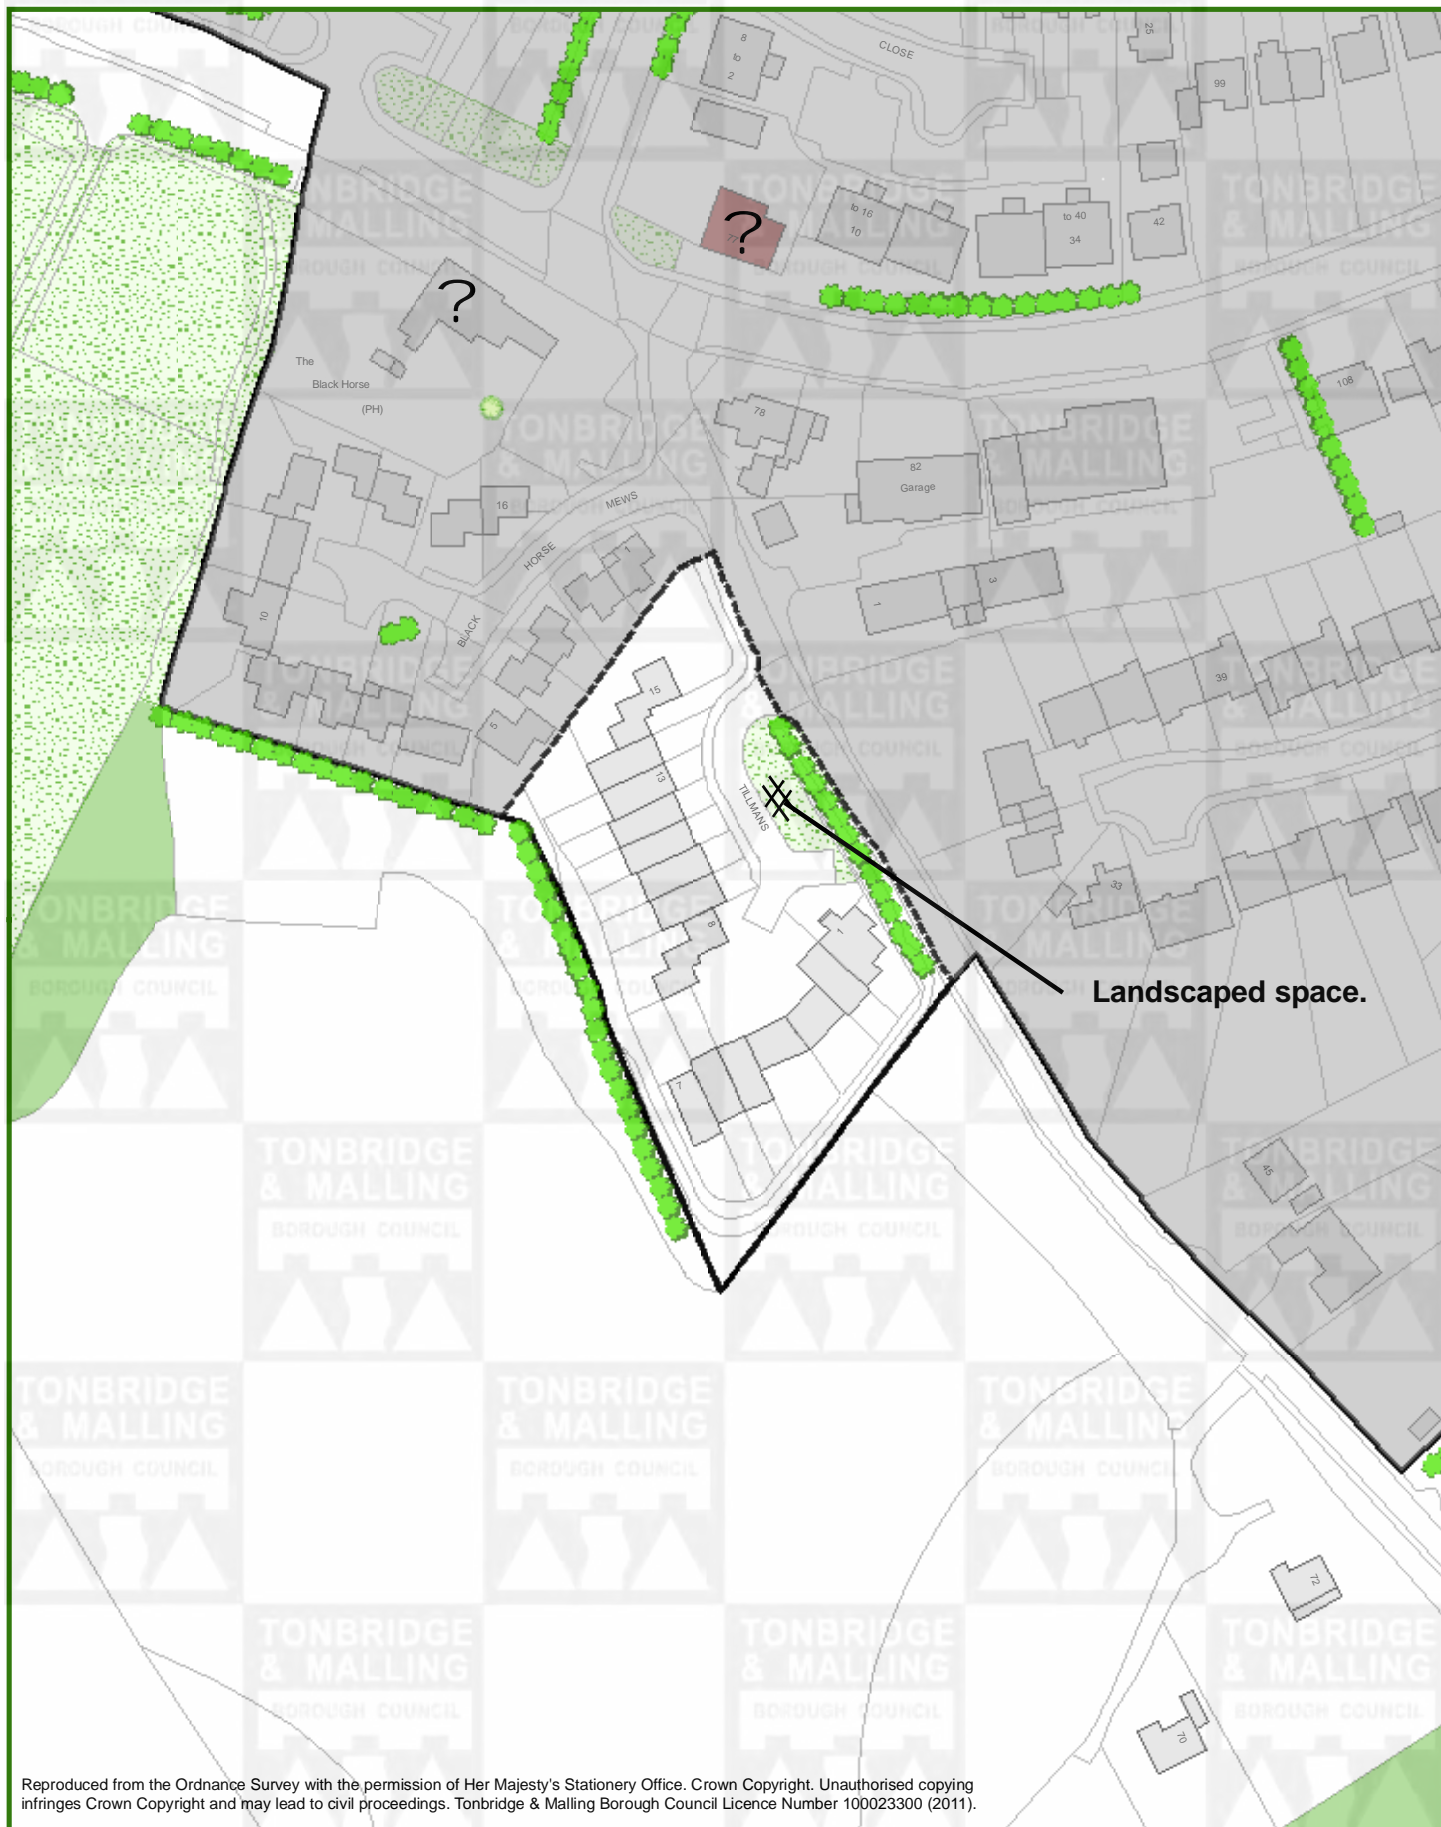 CLOSE
25
8
to
2
99
to 16
10
to 40
34
42
77
?
?
The
Black Horse
(PH)
78
108
82
Garage
16
MEWS
HORSE
BLACK
1
3
1
10
5
39
15
13
TILLMANS
33
8
1
Landscaped space.
7
45
72
70
TONBRIDGE
& MALLING
BOROUGH COUNCIL
Reproduced from the Ordnance Survey with the permission of Her Majesty's Stationery Office. Crown Copyright. Unauthorised copying
infringes Crown Copyright and may lead to civil proceedings. Tonbridge & Malling Borough Council Licence Number 100023300 (2011).